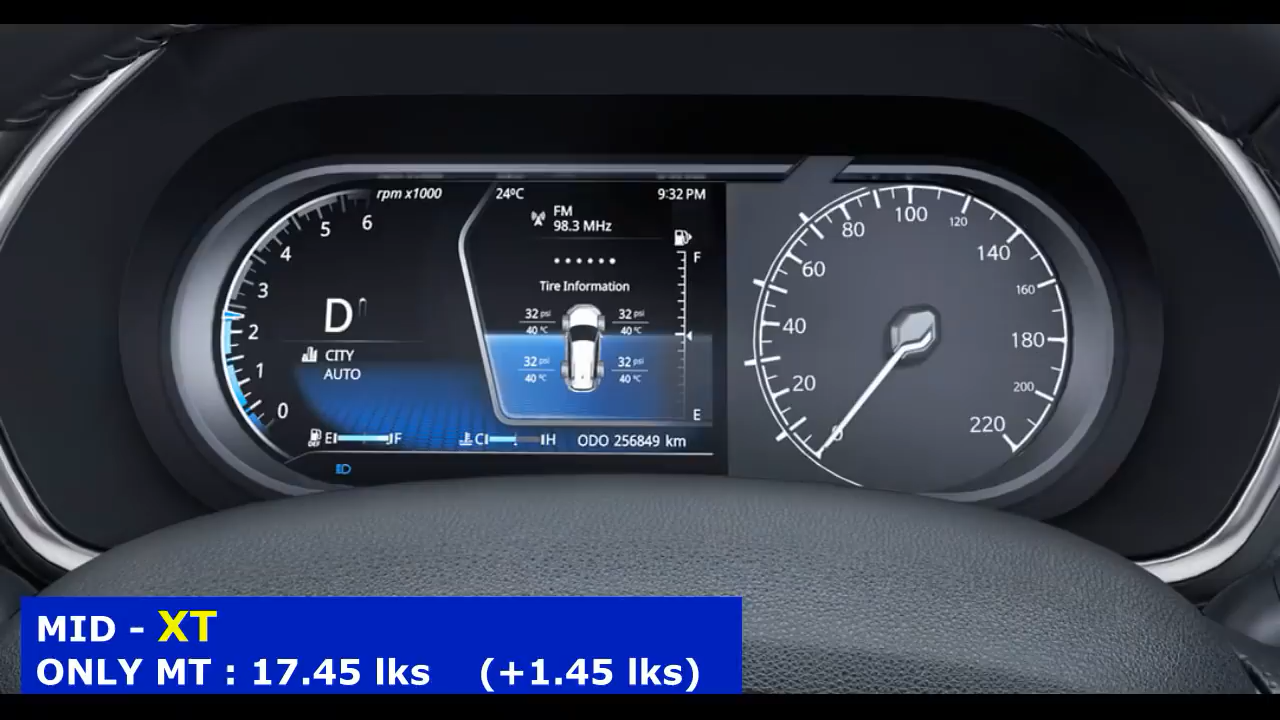 rpm x1000
6
5
4
3
2
1
0
D
CITY
AUTO
DEF
E F
C H
24ºC
9:32 PM
FM
98.3 MHz
Tire Information
32 psi
40 ºC
32 psi
40 ºC
32 psi
40 ºC
32 psi
40 ºC
F
E
ODO 256849 km
0
20
40
60
80
100
120
140
160
180
200
220
MID - XT
ONLY MT : 17.45 lks (+1.45 lks)